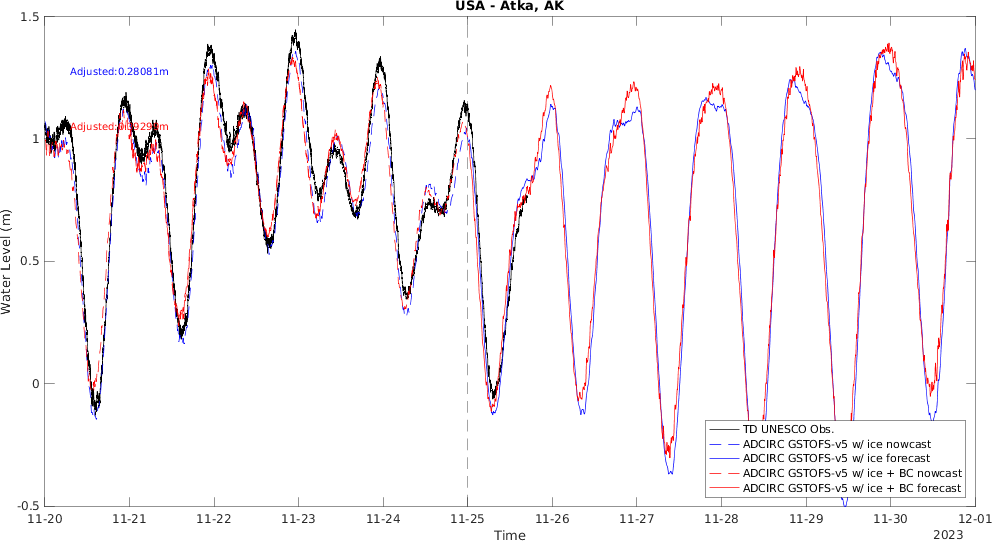 USA - Atka, AK
Water Level (m)
1.5
1
0.5
0
-0.5
Adjusted:0.28081m
11-20
11-21
11-22
11-23
11-24
11-25
11-26
11-27
11-28
11-29
11-30
12-01
Time
2023
TD UNESCO Obs.
ADCIRC GSTOFS-v5 w/ ice nowcast
ADCIRC GSTOFS-v5 w/ ice forecast
ADCIRC GSTOFS-v5 w/ ice + BC nowcast
ADCIRC GSTOFS-v5 w/ ice + BC forecast